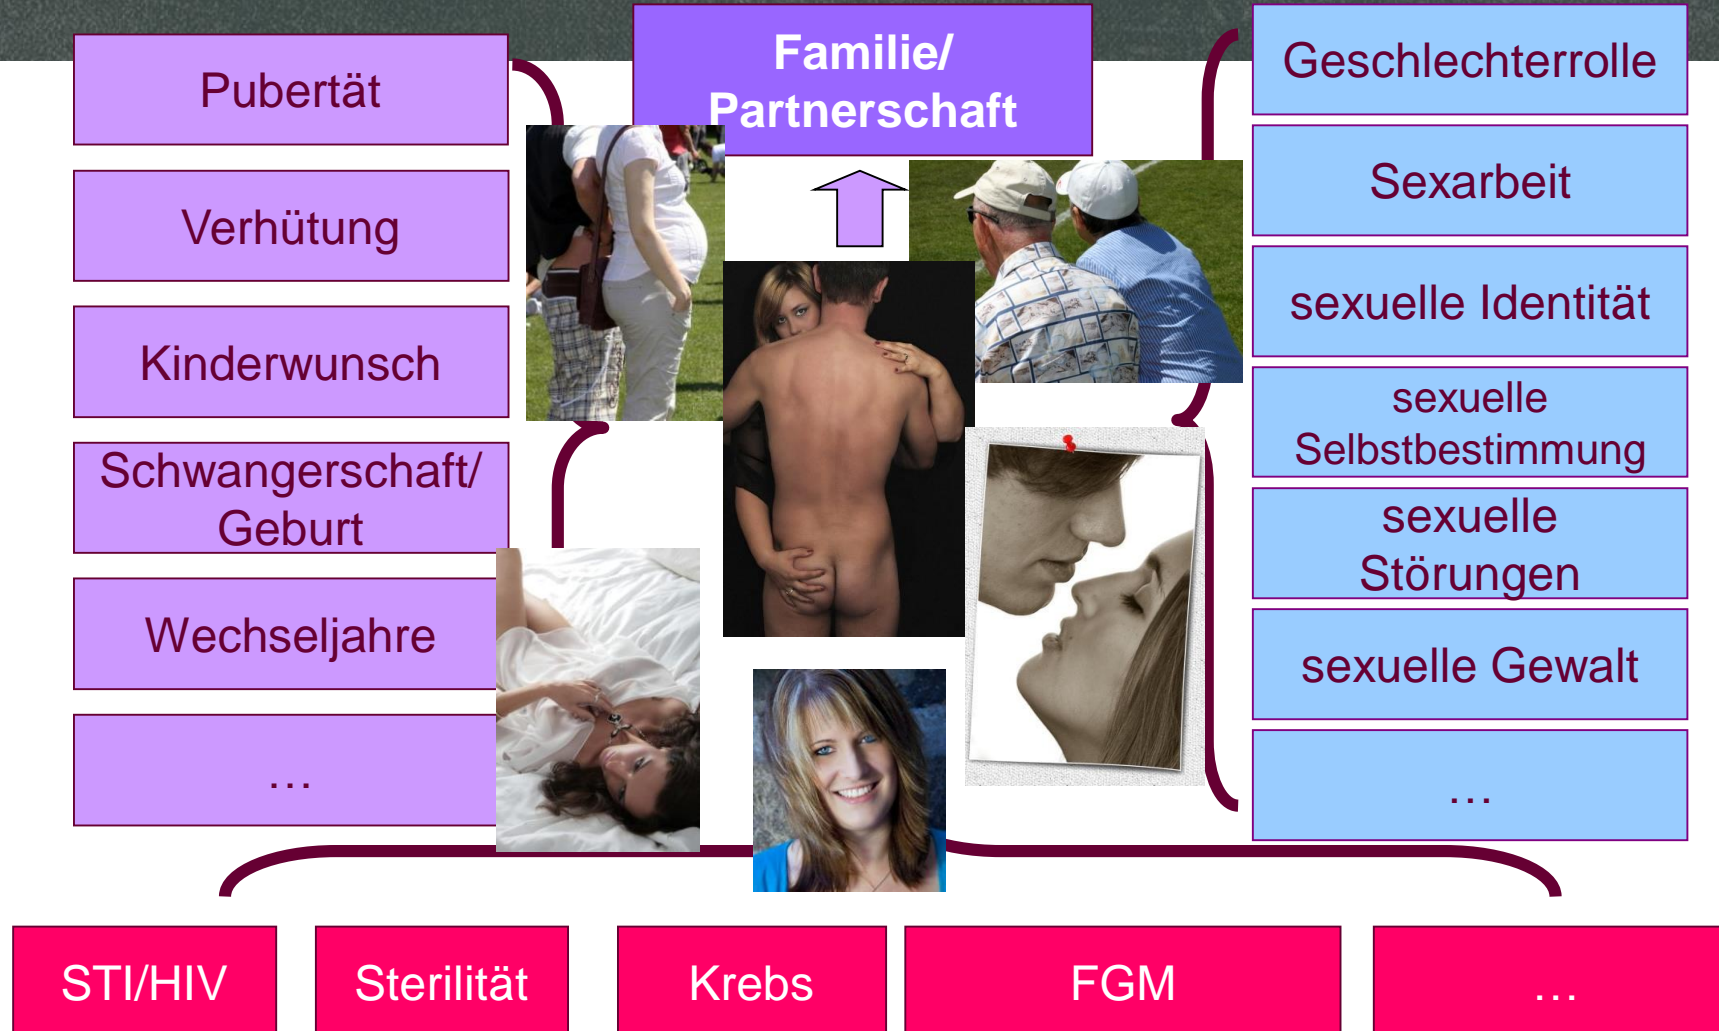 Pubertät
Verhütung
Kinderwunsch
Schwangerschaft/
Geburt
Wechseljahre
…
Familie/
Partnerschaft
Geschlechterrolle
Sexarbeit
sexuelle Identität
sexuelle
Selbstbestimmung
sexuelle
Störungen
sexuelle Gewalt
…
STI/HIV
Sterilität
Krebs
FGM
…